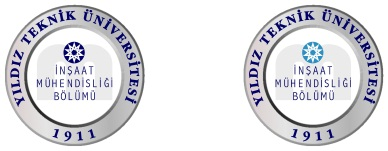 YILDIZ TEKNİK ÜNİVERSİTESİ
İNŞAAT
MÜHENDİSLİĞİ
BÖLÜMÜ
1911
YILDIZ TEKNİK ÜNİVERSİTESİ
İNŞAAT
MÜHENDİSLİĞİ
BÖLÜMÜ
1911